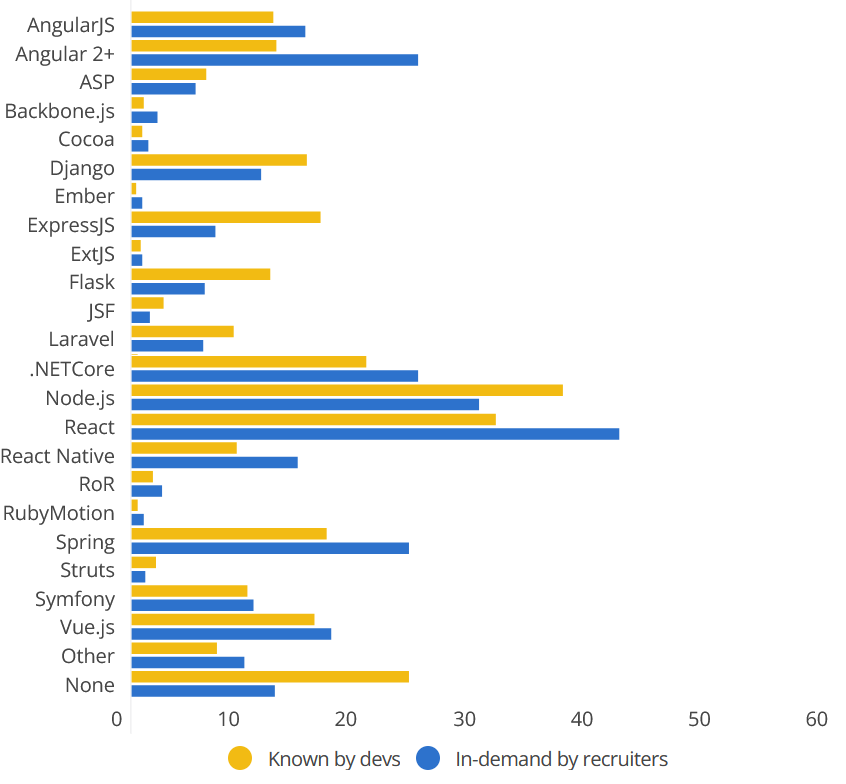 AngularJS
Angular 2+
ASP
Backbone.js
Cocoa
Django
Ember
ExpressJS
ExtJS
Flask
JSF
Laravel
.NETCore
Node.js
React
React Native
RoR
RubyMotion
Spring
Struts
Symfony
Vue.js
Other
None
0 10 20 30 40 50 60
Known by devs In-demand by recruiters